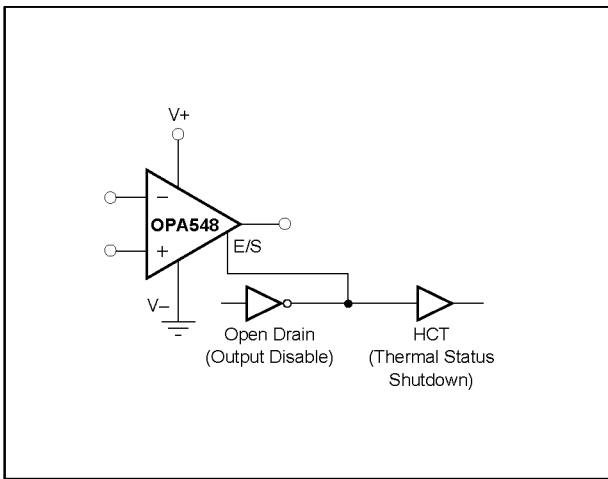 V+
−
OPA548
+
E/S
V−
Open Drain
(Output Disable)
HCT
(Thermal Status
Shutdown)